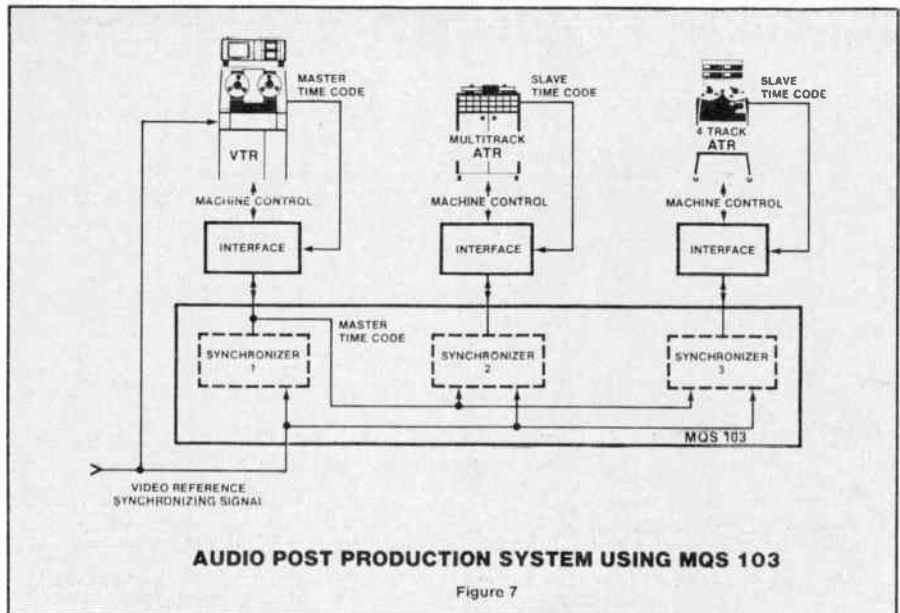 MASTER
TIME CODE
SLAVE
TIME CODE
SLAVE
TIME CODE
VTR
MULTITRACK
ATR
4 TRACK
ATR
MACHINE CONTROL
MACHINE CONTROL
MACHINE CONTROL
INTERFACE
INTERFACE
INTERFACE
MASTER
TIME CODE
SYNCHRONIZER
1
SYNCHRONIZER
2
SYNCHRONIZER
3
MQS 103
VIDEO REFERENCE
SYNCHRONIZING SIGNAL
AUDIO POST PRODUCTION SYSTEM USING MQS 103
Figure 7